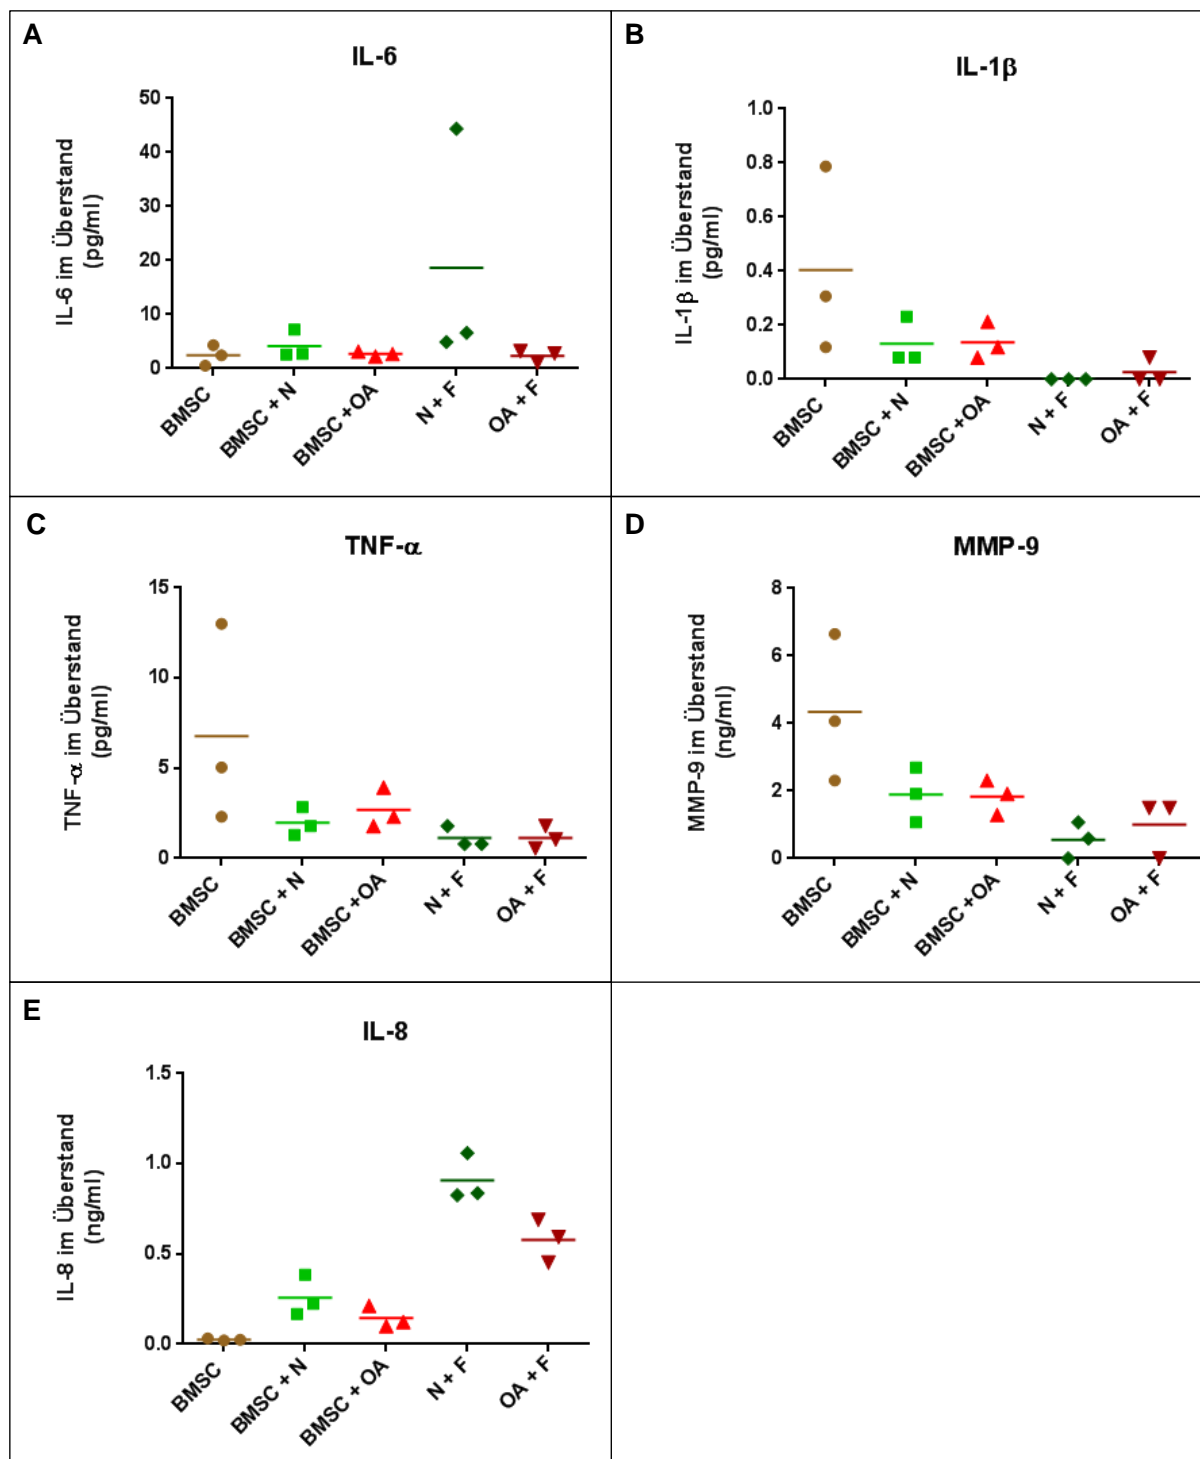 A
IL-6
IL-6 im Überstand
(pg/ml)
50
40
30
20
10
0
BMSC
BMSC + N
BMSC +OA
N + F
OA + F
B
IL-1β
IL-1β im Überstand
(pg/ml)
1.0
0.8
0.6
0.4
0.2
0.0
BMSC
BMSC + N
BMSC +OA
N + F
OA + F
C
TNF-α
TNF-α im Überstand
(pg/ml)
15
10
5
0
BMSC
BMSC + N
BMSC +OA
N + F
OA + F
D
MMP-9
MMP-9 im Überstand
(ng/ml)
8
6
4
2
0
BMSC
BMSC + N
BMSC +OA
N + F
OA + F
E
IL-8
IL-8 im Überstand
(ng/ml)
1.5
1.0
0.5
0.0
BMSC
BMSC + N
BMSC + OA
N + F
OA + F